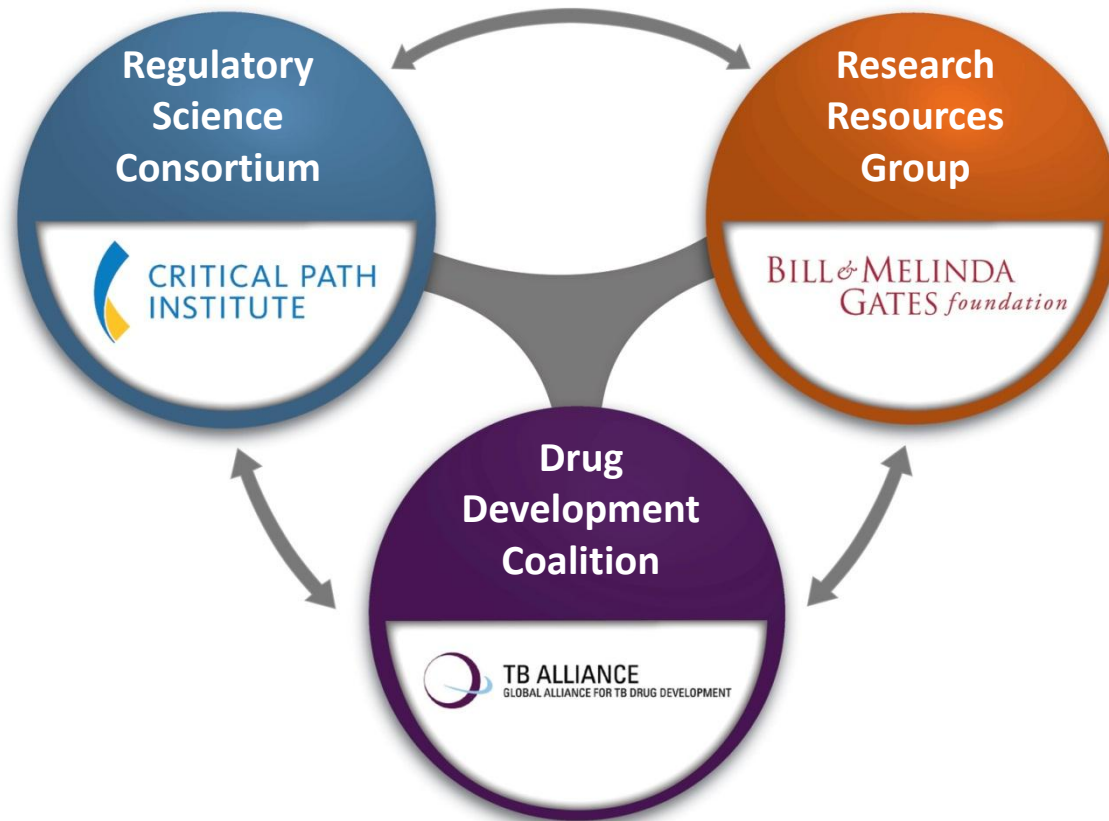 Regulatory
Science
Consortium
CRITICAL PATH
INSTITUTE
Research
Resources
Group
BILL & MELINDA
GATES foundation
Drug
Development
Coalition
TB ALLIANCE
GLOBAL ALLIANCE FOR TB DRUG DEVELOPMENT